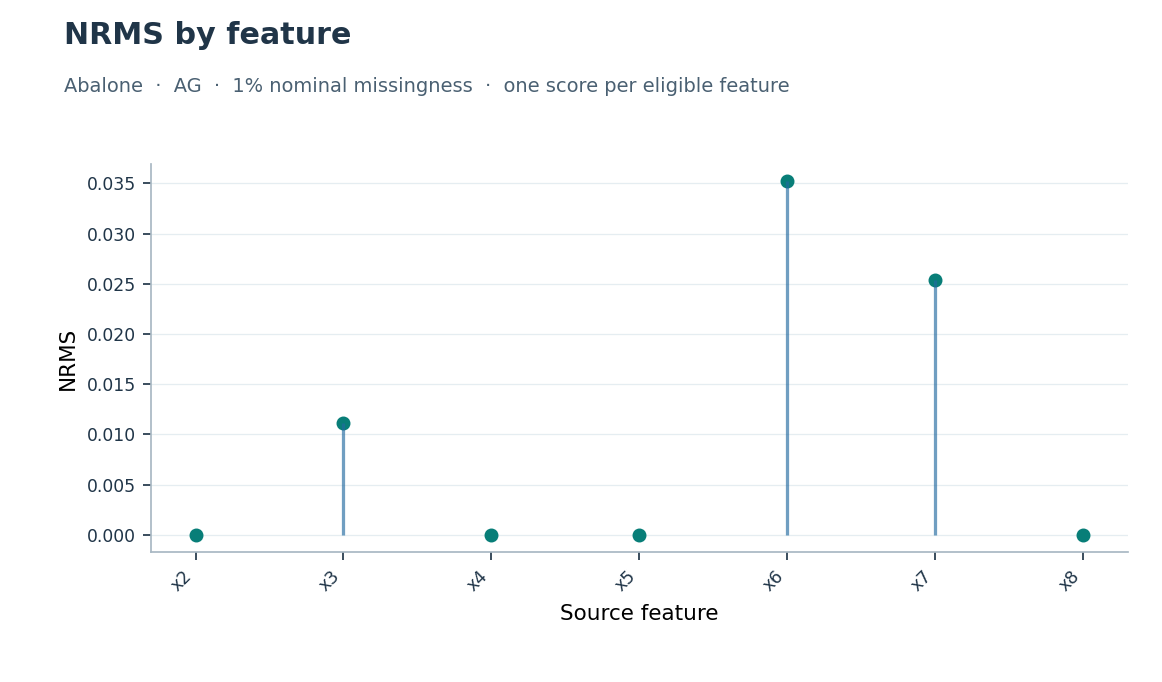 NRMS by feature
Abalone · AG · 1% nominal missingness · one score per eligible feature
NRMS
0.035
0.030
0.025
0.020
0.015
0.010
0.005
0.000
x2
x3
x4
x5
x6
x7
x8
Source feature